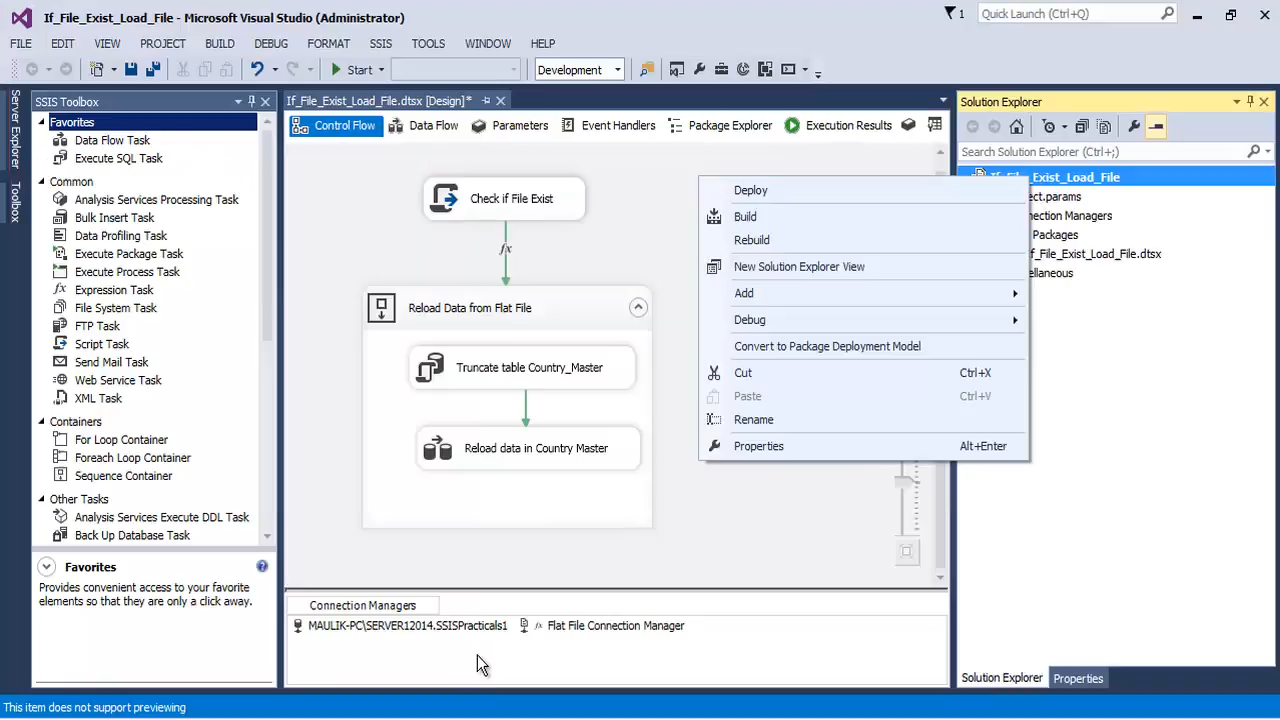 If_File_Exist_Load_File - Microsoft Visual Studio (Administrator)
1
Quick Launch (Ctrl+Q)
FILE EDIT VIEW PROJECT BUILD DEBUG FORMAT SSIS TOOLS WINDOW HELP
Start
Development
Server Explorer
Toolbox
SSIS Toolbox
Favorites
Data Flow Task
Execute SQL Task
Common
Analysis Services Processing Task
Bulk Insert Task
Data Profiling Task
Execute Package Task
Execute Process Task
fx Expression Task
File System Task
FTP Task
Script Task
Send Mail Task
Web Service Task
XML Task
Containers
For Loop Container
Foreach Loop Container
Sequence Container
Other Tasks
Analysis Services Execute DDL Task
Back Up Database Task
Favorites
Provides convenient access to your favorite
elements so that they are only a click away.
If_File_Exist_Load_File.dtsx [Design]*
Control Flow
Data Flow
Parameters
Event Handlers
Package Explorer
Execution Results
Check if File Exist
fx
Reload Data from Flat File
Truncate table Country_Master
Reload data in Country Master
Connection Managers
MAULIK-PC\SERVER12014.SSISPracticals1
fx Flat File Connection Manager
Deploy
Build
Rebuild
New Solution Explorer View
Add
Debug
Convert to Package Deployment Model
Cut Ctrl+X
Paste Ctrl+V
Rename
Properties Alt+Enter
Solution Explorer
Search Solution Explorer (Ctrl+;)
If_File_Exist_Load_File
ect.params
nection Managers
Packages
f_File_Exist_Load_File.dtsx
ellaneous
Solution Explorer
Properties
This item does not support previewing